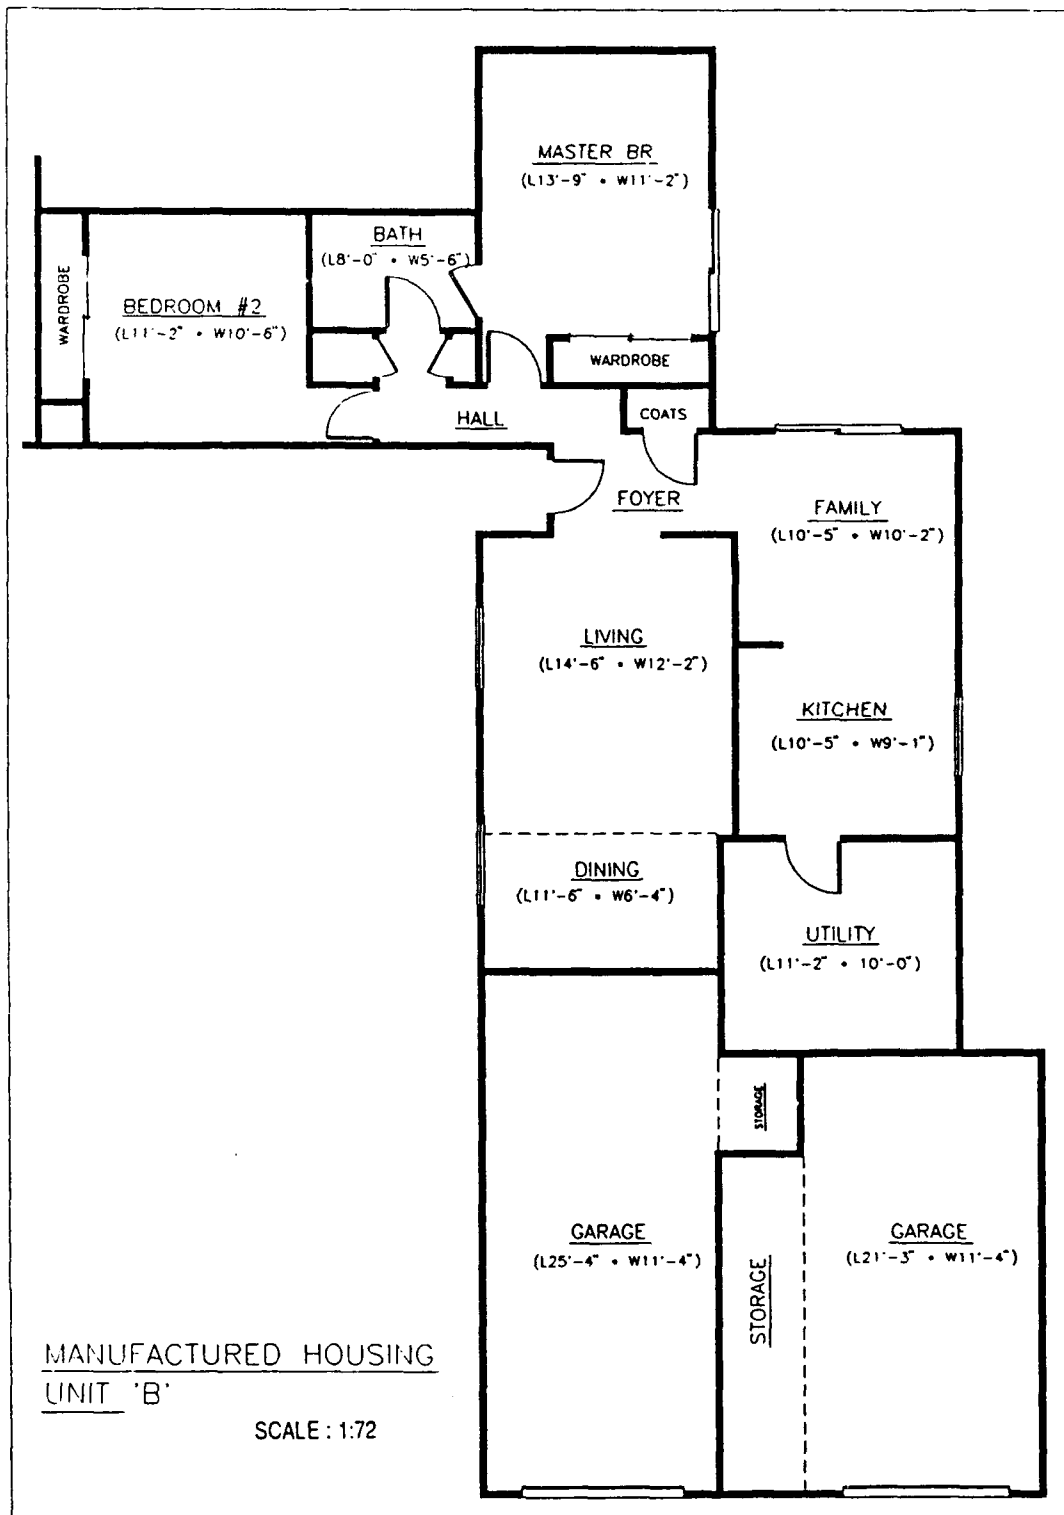 MASTER BR
(L13'-9" • W11'-2")
BATH
(L8'-0" • W5'-6")
WARDROBE
BEDROOM #2
(L11'-2" • W10'-6")
WARDROBE
HALL
COATS
FOYER
FAMILY
(L10'-5" • W10'-2")
LIVING
(L14'-6" • W12'-2")
KITCHEN
(L10'-5" • W9'-1")
DINING
(L11'-6" • W6'-4")
UTILITY
(L11'-2" • 10'-0")
STORAGE
GARAGE
(L25'-4" • W11'-4")
GARAGE
(L21'-3" • W11'-4")
STORAGE
MANUFACTURED HOUSING
UNIT 'B'
SCALE : 1:72